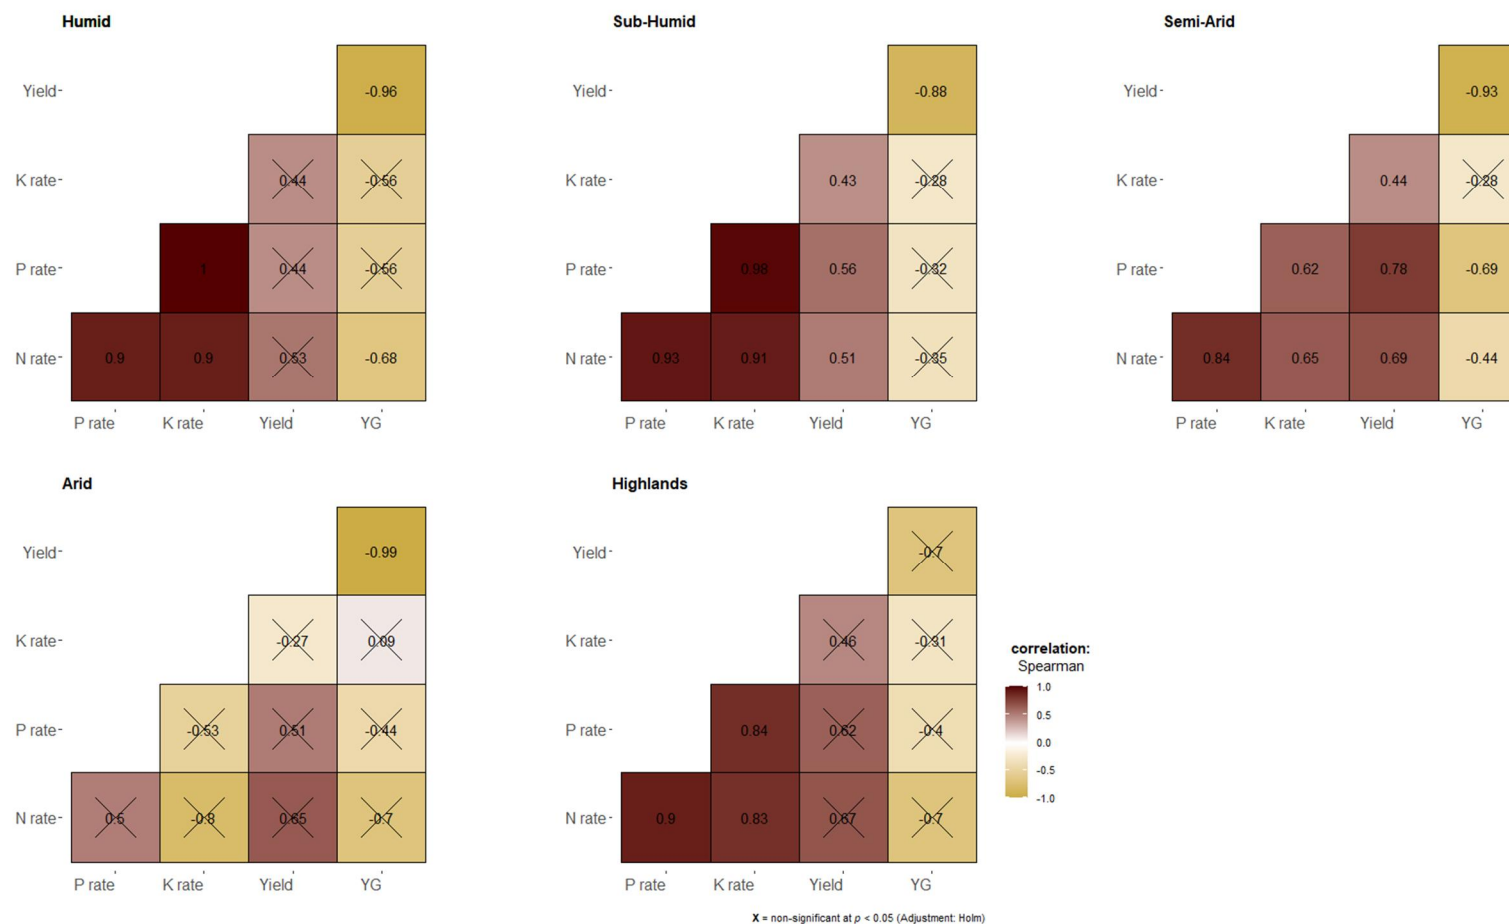 Humid
Yield
-0.96
K rate
0.44
-0.56
P rate
1
0.44
-0.56
N rate
0.9
0.9
0.53
-0.68
P rate
K rate
Yield
YG
Sub-Humid
Yield
-0.88
K rate
0.43
-0.28
P rate
0.98
0.56
-0.32
N rate
0.93
0.91
0.51
-0.35
P rate
K rate
Yield
YG
Semi-Arid
Yield
-0.93
K rate
0.44
-0.28
P rate
0.62
0.78
-0.69
N rate
0.84
0.65
0.69
-0.44
P rate
K rate
Yield
YG
Arid
Yield
-0.99
K rate
-0.27
0.09
P rate
-0.53
0.51
-0.44
N rate
0.5
-0.8
0.65
-0.7
P rate
K rate
Yield
YG
Highlands
Yield
-0.7
K rate
0.46
-0.31
P rate
0.84
0.62
-0.4
N rate
0.9
0.83
0.67
-0.7
P rate
K rate
Yield
YG
correlation:
Spearman
1.0
0.5
0.0
-0.5
-1.0
X = non-significant at p < 0.05 (Adjustment: Holm)